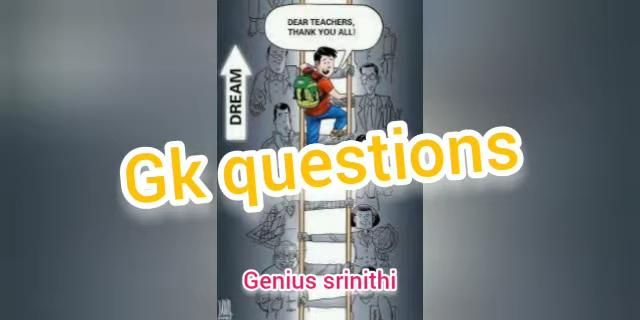 DEAR TEACHERS,
THANK YOU ALL!
DREAM
Gk questions
Genius srinithi